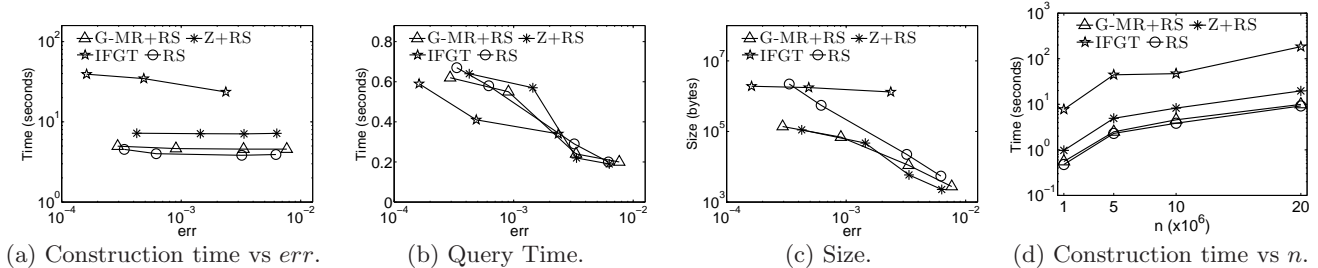 Time (seconds)
10^2
10^1
10^0
G-MR+RS Z+RS
IFGT RS
10^-4 10^-3 10^-2
err
(a) Construction time vs err.
Time (seconds)
0.8
0.6
0.4
0.2
0
G-MR+RS Z+RS
IFGT RS
10^-4 10^-3 10^-2
err
(b) Query Time.
Size (bytes)
10^7
10^5
10^3
G-MR+RS Z+RS
IFGT RS
10^-4 10^-3 10^-2
err
(c) Size.
Time (seconds)
10^3
10^2
10^1
10^0
10^-1
G-MR+RS Z+RS
IFGT RS
1 5 10 20
n (x10^6)
(d) Construction time vs n.